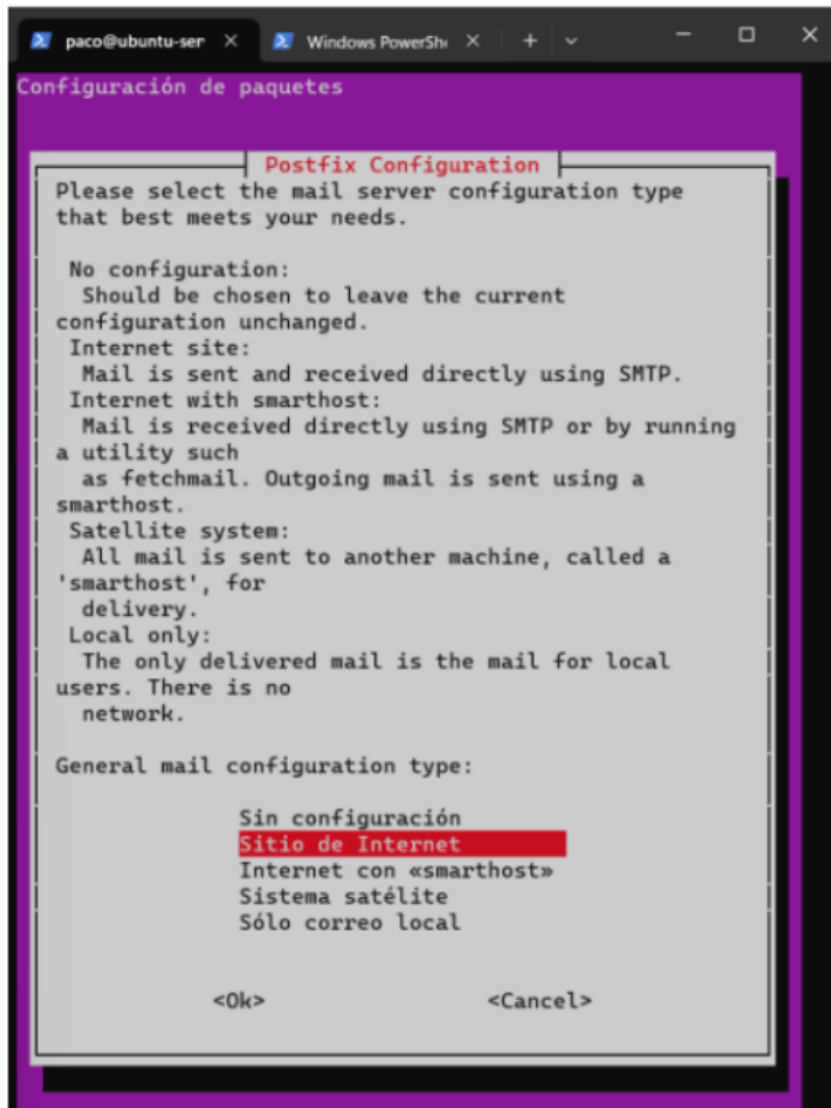 paco@ubuntu-ser
Windows PowerSh
Configuración de paquetes
Postfix Configuration
Please select the mail server configuration type
that best meets your needs.
No configuration:
Should be chosen to leave the current
configuration unchanged.
Internet site:
Mail is sent and received directly using SMTP.
Internet with smarthost:
Mail is received directly using SMTP or by running
a utility such
as fetchmail. Outgoing mail is sent using a
smarthost.
Satellite system:
All mail is sent to another machine, called a
'smarthost', for
delivery.
Local only:
The only delivered mail is the mail for local
users. There is no
network.
General mail configuration type:
Sin configuración
Sitio de Internet
Internet con «smarthost»
Sistema satélite
Sólo correo local
<Ok> <Cancel>